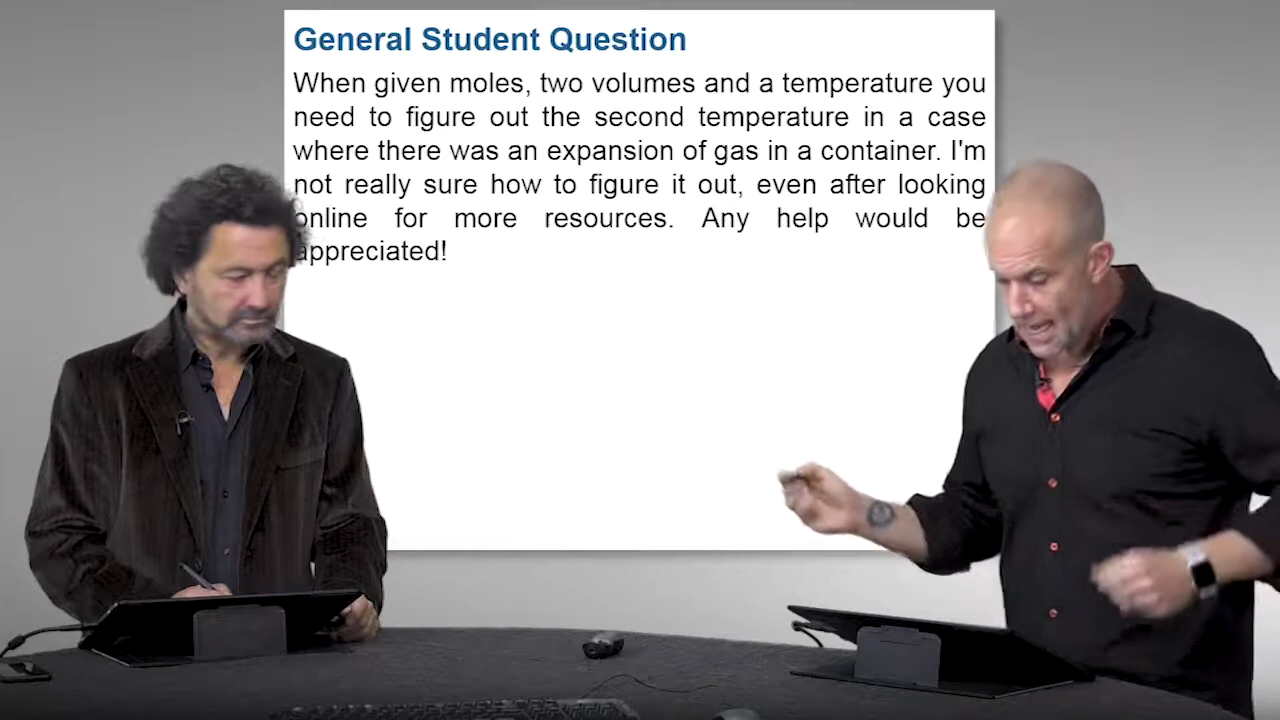 General Student Question
When given moles, two volumes and a temperature you
need to figure out the second temperature in a case
where there was an expansion of gas in a container. I'm
not really sure how to figure it out, even after looking
online for more resources. Any help would be
appreciated!